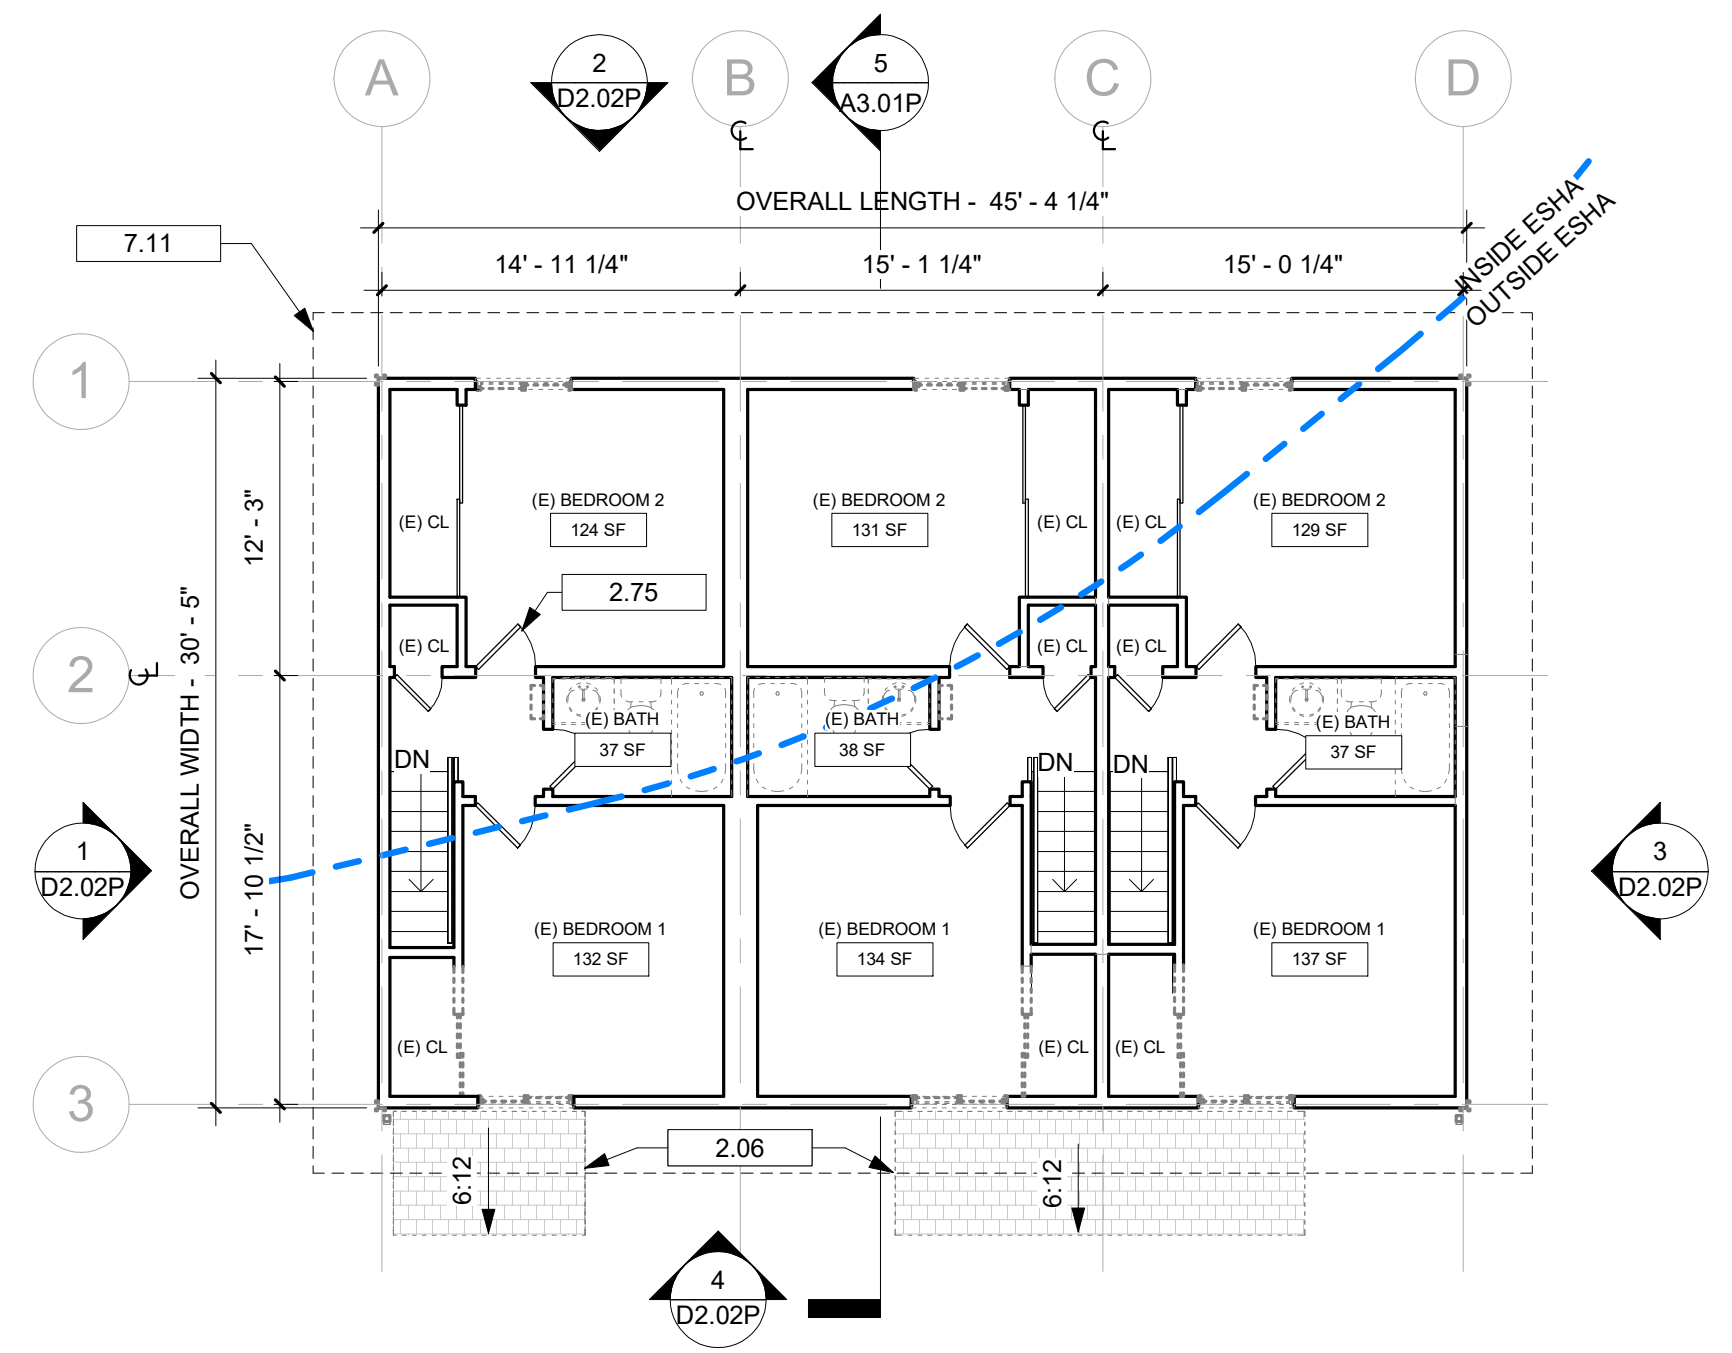 A
2
D2.02P
B
5
A3.01P
C
D
℄
℄
OVERALL LENGTH -  45' - 4 1/4"
INSIDE ESHA
OUTSIDE ESHA
7.11
14' - 11 1/4"
15' - 1 1/4"
15' - 0 1/4"
1
12' - 3"
(E) BEDROOM 2
124 SF
(E) BEDROOM 2
131 SF
(E) BEDROOM 2
129 SF
(E) CL
(E) CL
(E) CL
2.75
OVERALL WIDTH - 30' - 5"
(E) CL
(E) CL
(E) CL
2
℄
(E) BATH
37 SF
(E) BATH
38 SF
(E) BATH
37 SF
DN
DN
DN
17' - 10 1/2"
1
D2.02P
3
D2.02P
(E) BEDROOM 1
132 SF
(E) BEDROOM 1
134 SF
(E) BEDROOM 1
137 SF
(E) CL
(E) CL
(E) CL
3
2.06
6:12
6:12
4
D2.02P